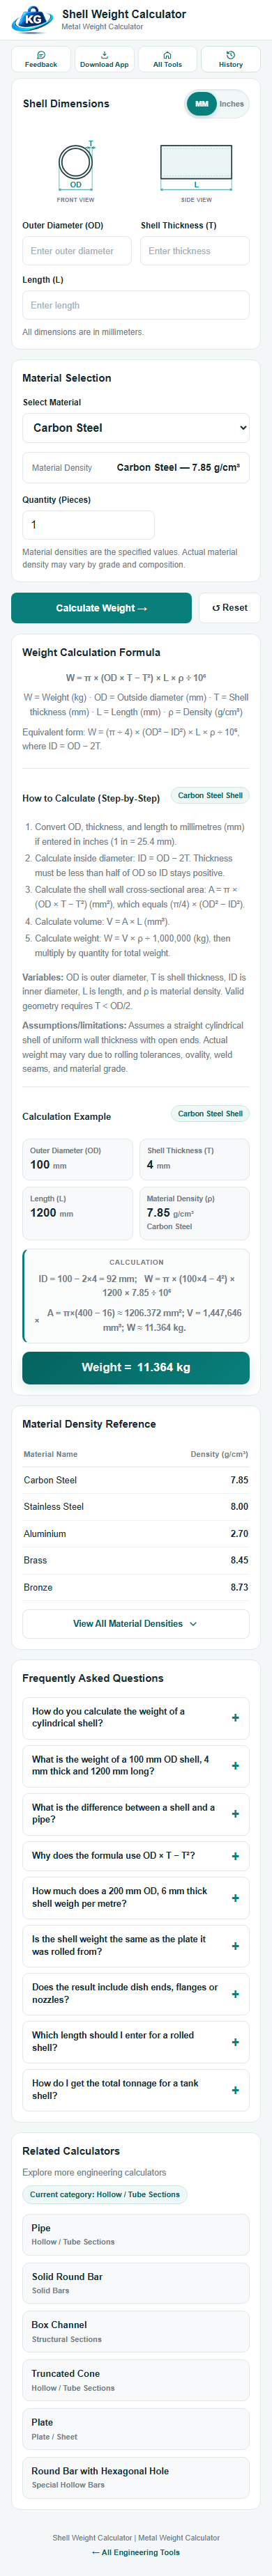 KG
Shell Weight Calculator
Metal Weight Calculator
Feedback
Download App
All Tools
History
Shell Dimensions
MM
Inches
T
OD
FRONT VIEW
L
SIDE VIEW
Outer Diameter (OD)
Shell Thickness (T)
Enter outer diameter
Enter thickness
Length (L)
Enter length
All dimensions are in millimeters.
Material Selection
Select Material
Carbon Steel
Material Density
Carbon Steel — 7.85 g/cm³
Quantity (Pieces)
1
Material densities are the specified values. Actual material
density may vary by grade and composition.
Calculate Weight →
↺ Reset
Weight Calculation Formula
W = π × (OD × T − T²) × L × ρ ÷ 10⁶
W = Weight (kg) · OD = Outside diameter (mm) · T = Shell
thickness (mm) · L = Length (mm) · ρ = Density (g/cm³)
Equivalent form: W = (π ÷ 4) × (OD² − ID²) × L × ρ ÷ 10⁶,
where ID = OD − 2T.
How to Calculate (Step-by-Step)
Carbon Steel Shell
1. Convert OD, thickness, and length to millimetres (mm)
if entered in inches (1 in = 25.4 mm).
2. Calculate inside diameter: ID = OD − 2T. Thickness
must be less than half of OD so ID stays positive.
3. Calculate the shell wall cross-sectional area: A = π ×
(OD × T − T²) (mm²), which equals (π/4) × (OD² − ID²).
4. Calculate volume: V = A × L (mm³).
5. Calculate weight: W = V × ρ ÷ 1,000,000 (kg), then
multiply by quantity for total weight.
Variables: OD is outer diameter, T is shell thickness, ID is
inner diameter, L is length, and ρ is material density. Valid
geometry requires T < OD/2.
Assumptions/limitations: Assumes a straight cylindrical
shell of uniform wall thickness with open ends. Actual
weight may vary due to rolling tolerances, ovality, weld
seams, and material grade.
Calculation Example
Carbon Steel Shell
Outer Diameter (OD)
100 mm
Shell Thickness (T)
4 mm
Length (L)
1200 mm
Material Density (ρ)
7.85 g/cm³
Carbon Steel
CALCULATION
ID = 100 − 2×4 = 92 mm; W = π × (100×4 − 4²) ×
1200 × 7.85 ÷ 10⁶
×
A = π×(400 − 16) ≈ 1206.372 mm²; V = 1,447,646
mm³; W = 11.364 kg.
Weight = 11.364 kg
Material Density Reference
Material Name
Density (g/cm³)
Carbon Steel
7.85
Stainless Steel
8.00
Aluminium
2.70
Brass
8.45
Bronze
8.73
View All Material Densities
Frequently Asked Questions
How do you calculate the weight of a
cylindrical shell?
+
What is the weight of a 100 mm OD shell, 4
mm thick and 1200 mm long?
+
What is the difference between a shell and a
pipe?
+
Why does the formula use OD × T − T²?
+
How much does a 200 mm OD, 6 mm thick
shell weigh per metre?
+
Is the shell weight the same as the plate it
was rolled from?
+
Does the result include dish ends, flanges or
nozzles?
+
Which length should I enter for a rolled
shell?
+
How do I get the total tonnage for a tank
shell?
+
Related Calculators
Explore more engineering calculators
Current category: Hollow / Tube Sections
Pipe
Hollow / Tube Sections
Solid Round Bar
Solid Bars
Box Channel
Structural Sections
Truncated Cone
Hollow / Tube Sections
Plate
Plate / Sheet
Round Bar with Hexagonal Hole
Special Hollow Bars
Shell Weight Calculator | Metal Weight Calculator
← All Engineering Tools